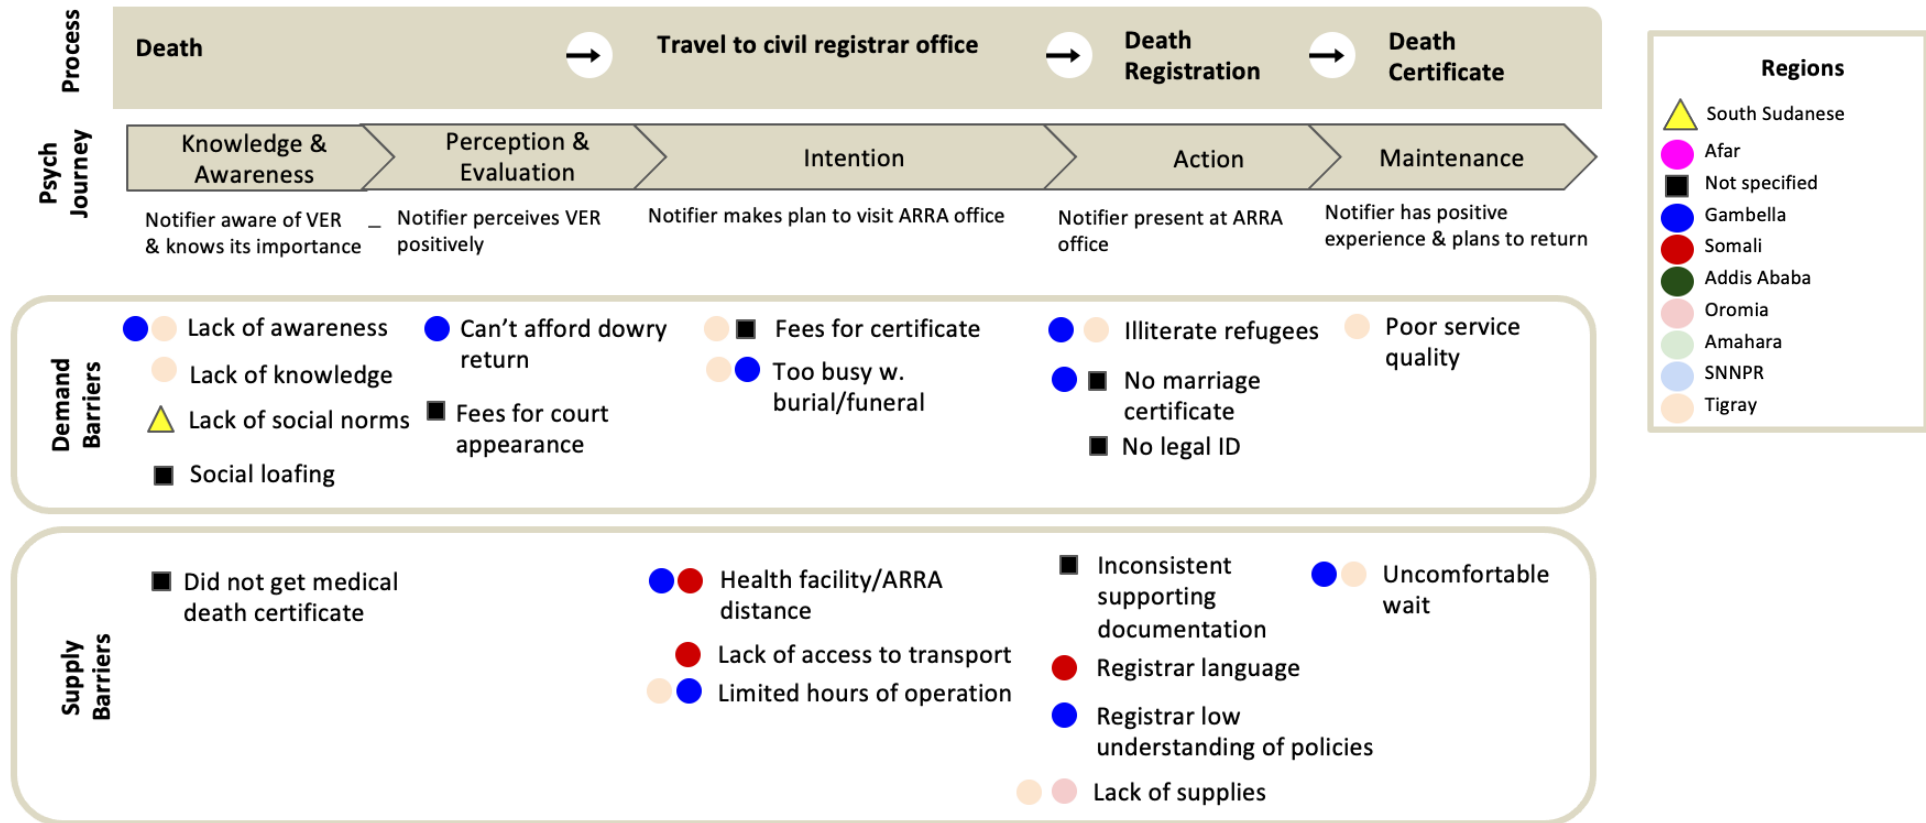 Process
Death
Travel to civil registrar office
Death
Registration
Death
Certificate
Psych
Journey
Knowledge &
Awareness
Perception &
Evaluation
Intention
Action
Maintenance
Notifier aware of VER
& knows its importance
–
Notifier perceives VER
positively
Notifier makes plan to visit ARRA office
Notifier present at ARRA
office
Notifier has positive
experience & plans to return
Demand
Barriers
Lack of awareness
Lack of knowledge
Lack of social norms
Social loafing
Can't afford dowry
return
Fees for court
appearance
Fees for certificate
Too busy w.
burial/funeral
Illiterate refugees
No marriage
certificate
No legal ID
Poor service
quality
Supply
Barriers
Did not get medical
death certificate
Health facility/ARRA
distance
Lack of access to transport
Limited hours of operation
Inconsistent
supporting
documentation
Registrar language
Registrar low
understanding of policies
Lack of supplies
Uncomfortable
wait
Regions
South Sudanese
Afar
Not specified
Gambella
Somali
Addis Ababa
Oromia
Amahara
SNNPR
Tigray